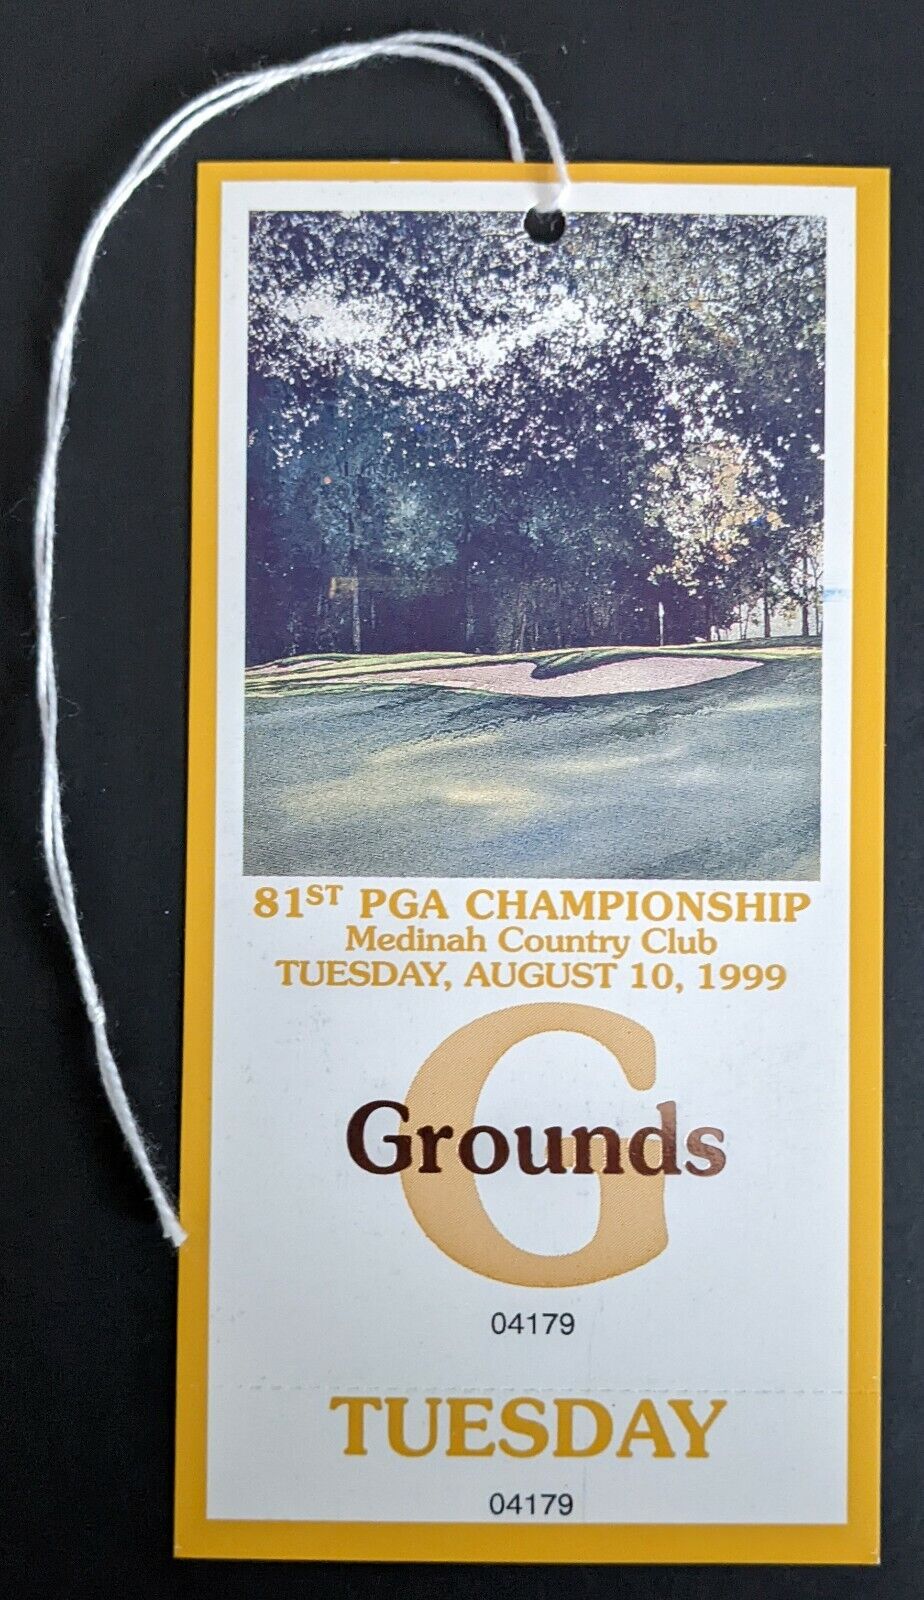 81ST PGA CHAMPIONSHIP
Medinah Country Club
TUESDAY, AUGUST 10, 1999
G
Grounds
04179
TUESDAY
04179